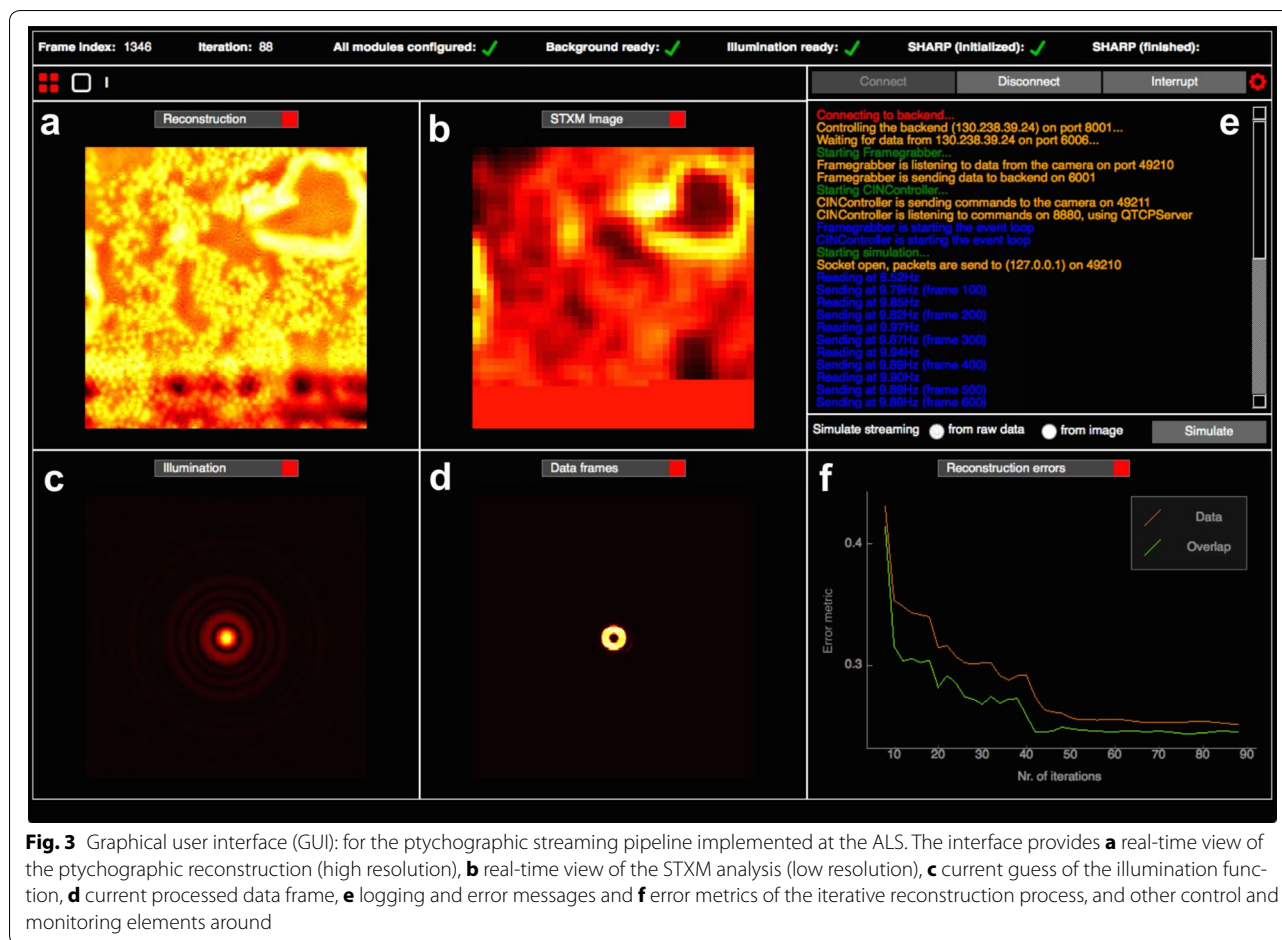 Frame Index: 1346 Iteration: 88 All modules configured: Background ready: Illumination ready: SHARP (initialized): SHARP (finished):
Connect Disconnect Interrupt
a
Reconstruction
b
STXM Image
e
Connecting to backend...
Controlling the backend (130.238.39.24) on port 8001...
Waiting for data from 130.238.39.24 on port 6006...
Starting Framegrabber...
Framegrabber is listening to data from the camera on port 49210
Framegrabber is sending data to backend on 6001
Starting CINController...
CINController is sending commands to the camera on 49211
CINController is listening to commands on 8880, using QTCPServer
Framegrabber is starting the event loop
CINController is starting the event loop
Starting simulation...
Socket open, packets are send to (127.0.0.1) on 49210
Reading at 8.52Hz
Sending at 9.79Hz (frame 100)
Reading at 9.85Hz
Sending at 9.82Hz (frame 200)
Reading at 9.97Hz
Sending at 9.87Hz (frame 300)
Reading at 9.94Hz
Sending at 9.89Hz (frame 400)
Reading at 9.90Hz
Sending at 9.89Hz (frame 500)
Sending at 9.89Hz (frame 600)
Simulate streaming from raw data from image Simulate
c
Illumination
d
Data frames
f
Reconstruction errors
Data
Overlap
0.4
0.3
Error metric
10 20 30 40 50 60 70 80 90
Nr. of iterations
Fig. 3 Graphical user interface (GUI): for the ptychographic streaming pipeline implemented at the ALS. The interface provides a real-time view of
the ptychographic reconstruction (high resolution), b real-time view of the STXM analysis (low resolution), c current guess of the illumination func-
tion, d current processed data frame, e logging and error messages and f error metrics of the iterative reconstruction process, and other control and
monitoring elements around